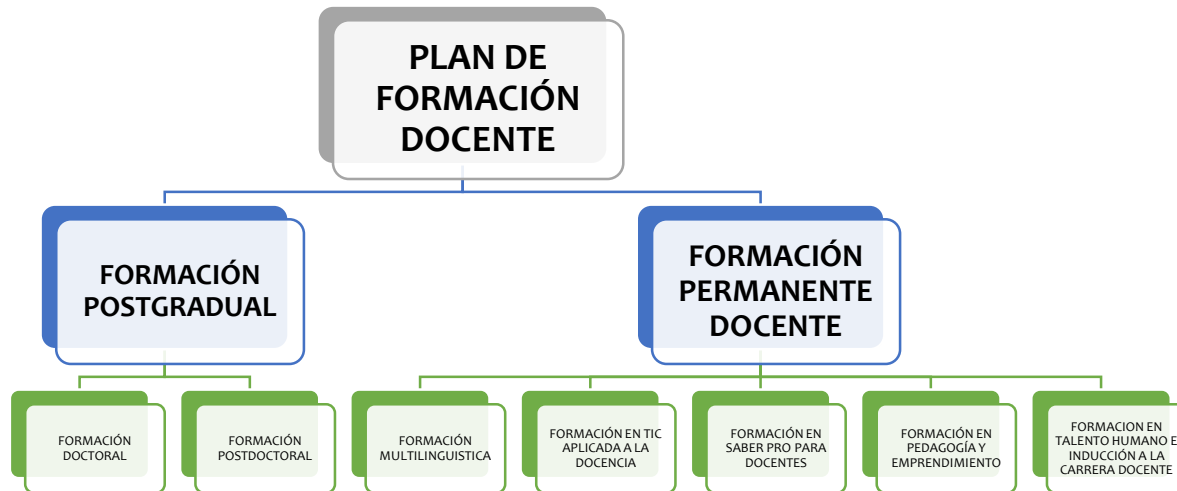 PLAN DE
FORMACIÓN
DOCENTE
FORMACIÓN
POSTGRADUAL
FORMACIÓN
PERMANENTE
DOCENTE
FORMACIÓN
DOCTORAL
FORMACIÓN
POSTDOCTORAL
FORMACIÓN
MULTILINGUISTICA
FORMACIÓN EN TIC
APLICADA A LA
DOCENCIA
FORMACIÓN EN
SABER PRO PARA
DOCENTES
FORMACIÓN EN
PEDAGOGÍA Y
EMPRENDIMIENTO
FORMACION EN
TALENTO HUMANO E
INDUCCIÓN A LA
CARRERA DOCENTE